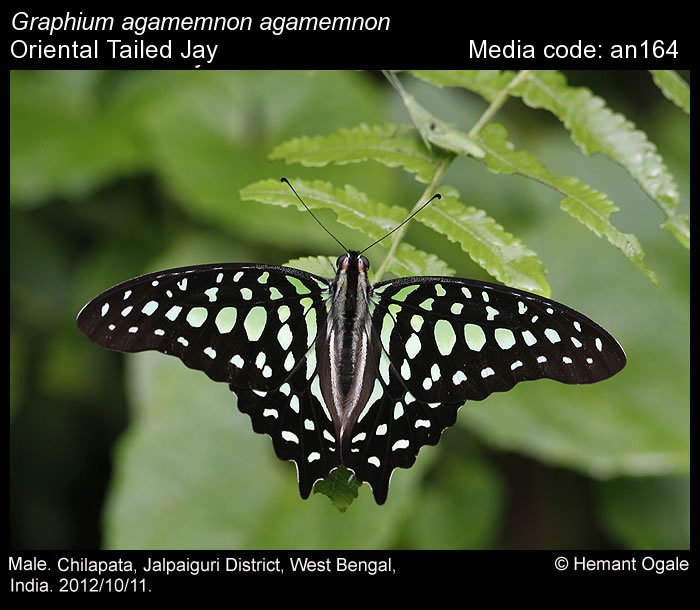 Graphium agamemnon agamemnon
Oriental Tailed Jay
Media code: an164
Male. Chilapata, Jalpaiguri District, West Bengal,
India. 2012/10/11.
© Hemant Ogale